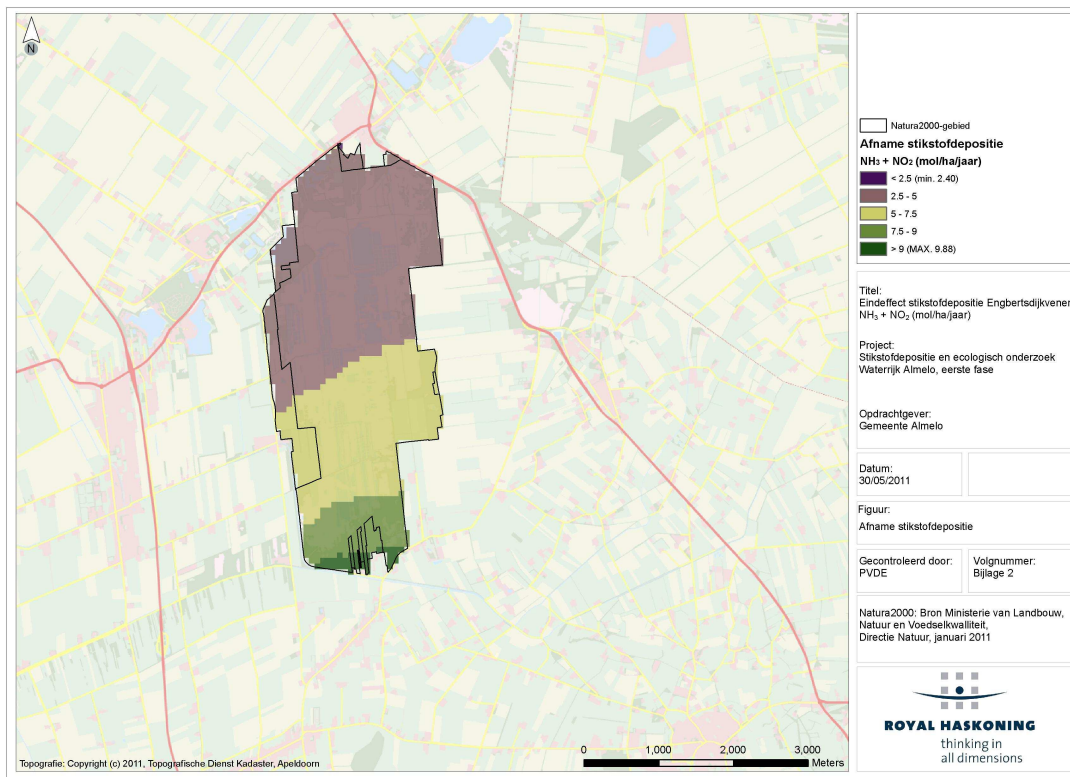 N
Natura2000-gebied
Afname stikstofdepositie
NH₃ + NO₂ (mol/ha/jaar)
< 2.5 (min. 2.40)
2.5 - 5
5 - 7.5
7.5 - 9
> 9 (MAX. 9.88)
Titel:
Eindeffect stikstofdepositie Engbertsdijkvenen
NH₃ + NO₂ (mol/ha/jaar)
Project:
Stikstofdepositie en ecologisch onderzoek
Waterrijk Almelo, eerste fase
Opdrachtgever:
Gemeente Almelo
Datum:
30/05/2011
Figuur:
Afname stikstofdepositie
Gecontroleerd door:
PVDE
Volgnummer:
Bijlage 2
Natura2000: Bron Ministerie van Landbouw,
Natuur en Voedselkwalliteit,
Directie Natuur, januari 2011
ROYAL HASKONING
thinking in
all dimensions
0 1,000 2,000 3,000
Meters
Topografie: Copyright (c) 2011, Topografische Dienst Kadaster, Apeldoorn